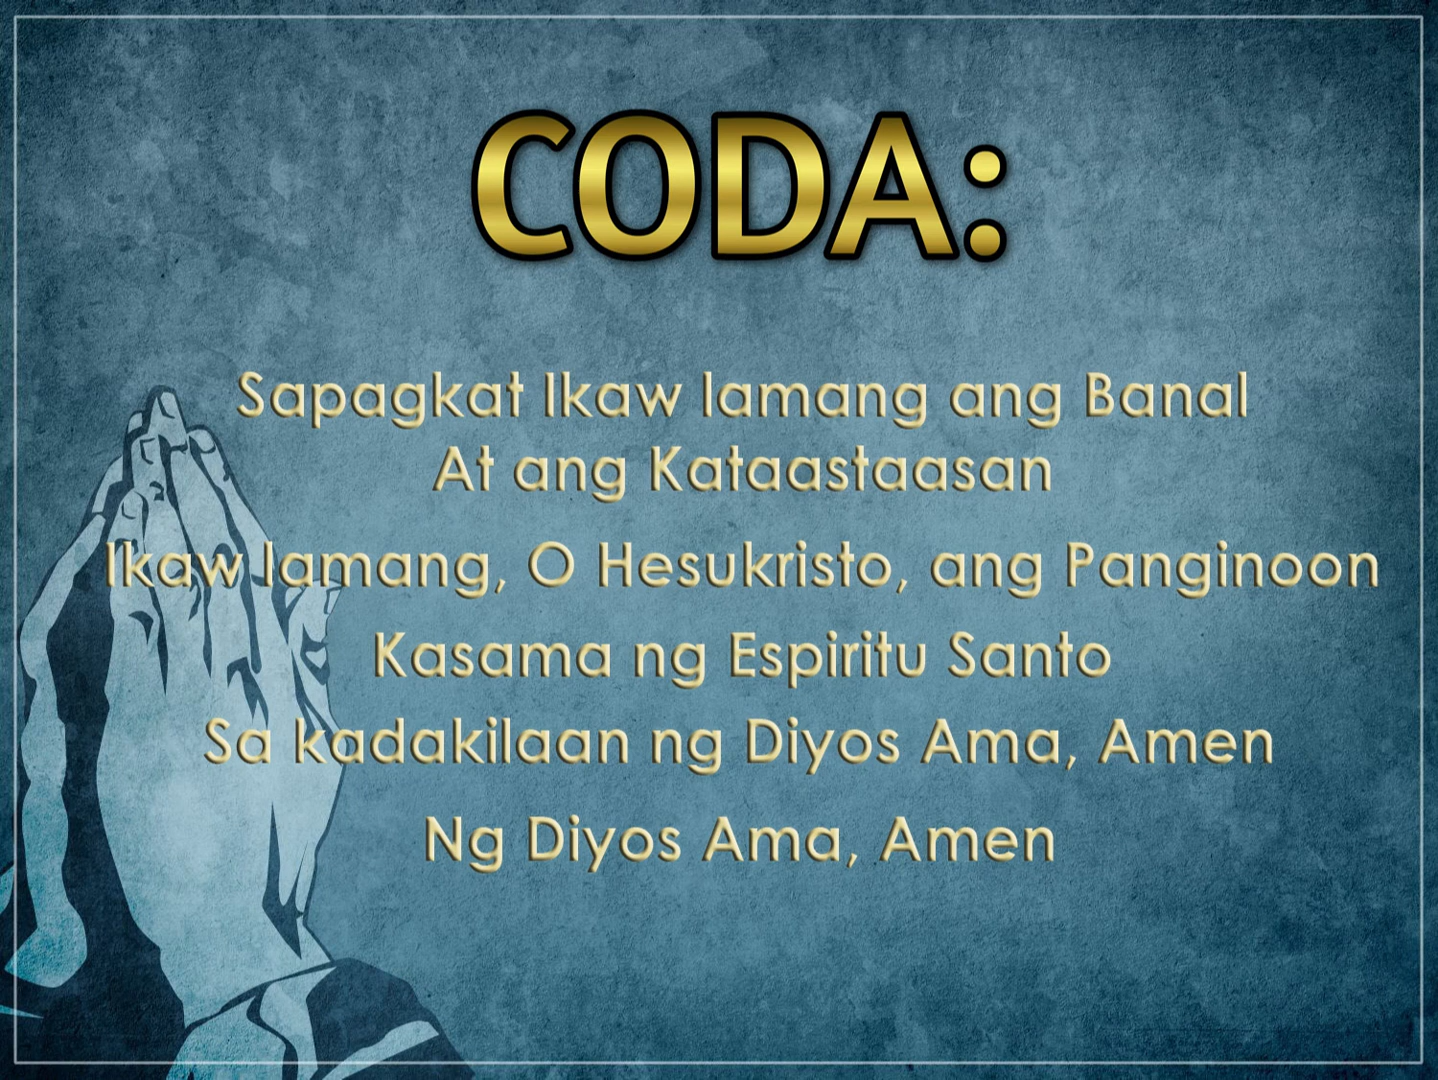 CODA:
Sapagkat Ikaw lamang ang Banal
At ang Kataastaasan
Ikaw lamang, O Hesukristo, ang Panginoon
Kasama ng Espiritu Santo
Sa kadakilaan ng Diyos Ama, Amen
Ng Diyos Ama, Amen